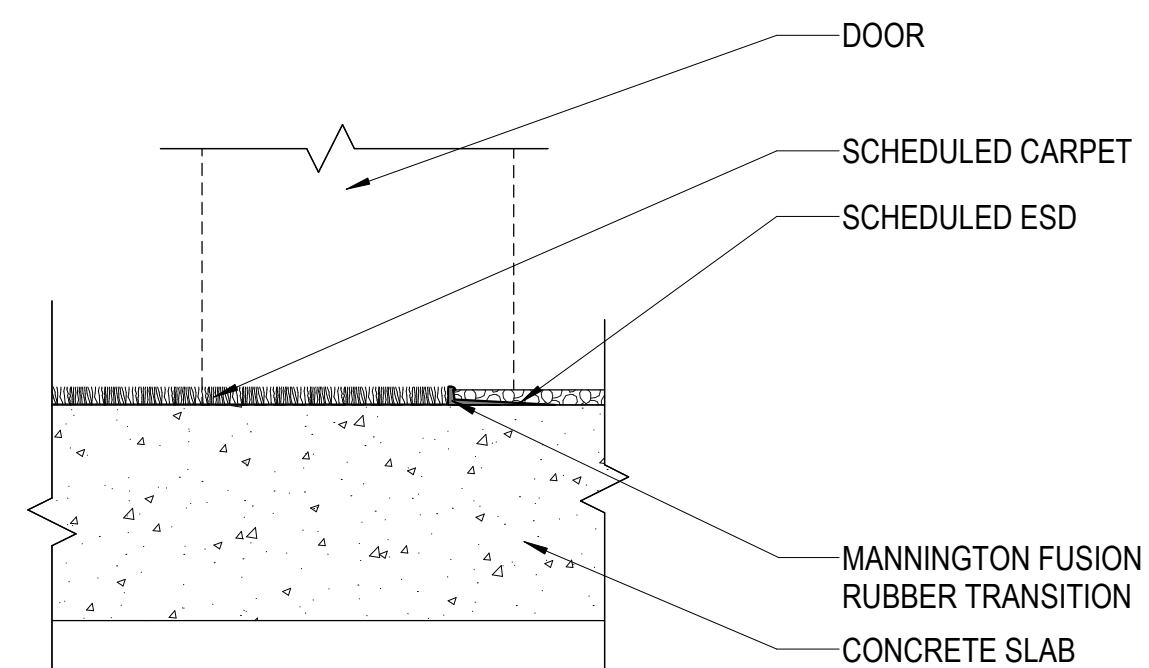 DOOR
SCHEDULED CARPET
SCHEDULED ESD
MANNINGTON FUSION
RUBBER TRANSITION
CONCRETE SLAB